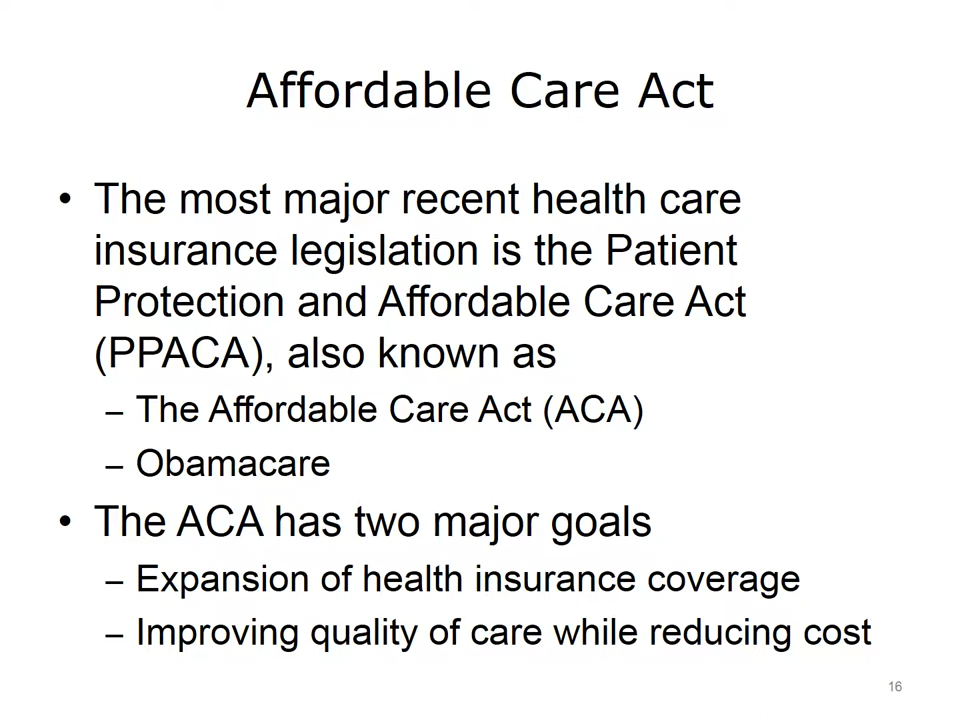 Affordable Care Act
• The most major recent health care
insurance legislation is the Patient
Protection and Affordable Care Act
(PPACA), also known as
– The Affordable Care Act (ACA)
– Obamacare
• The ACA has two major goals
– Expansion of health insurance coverage
– Improving quality of care while reducing cost
16